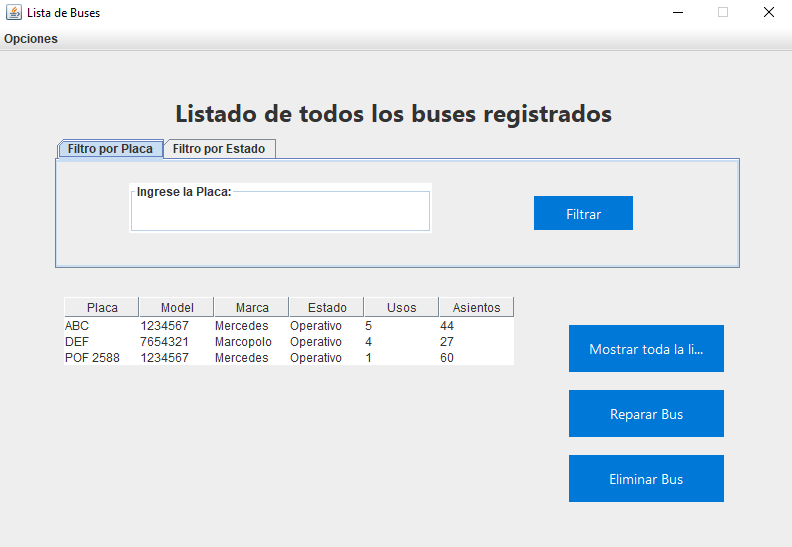 Lista de Buses
Opciones
Listado de todos los buses registrados
Filtro por Placa Filtro por Estado
Ingrese la Placa:
Filtrar
Placa Model Marca Estado Usos Asientos
ABC 1234567 Mercedes Operativo 5 44
DEF 7654321 Marcopolo Operativo 4 27
POF 2588 1234567 Mercedes Operativo 1 60
Mostrar toda la li...
Reparar Bus
Eliminar Bus